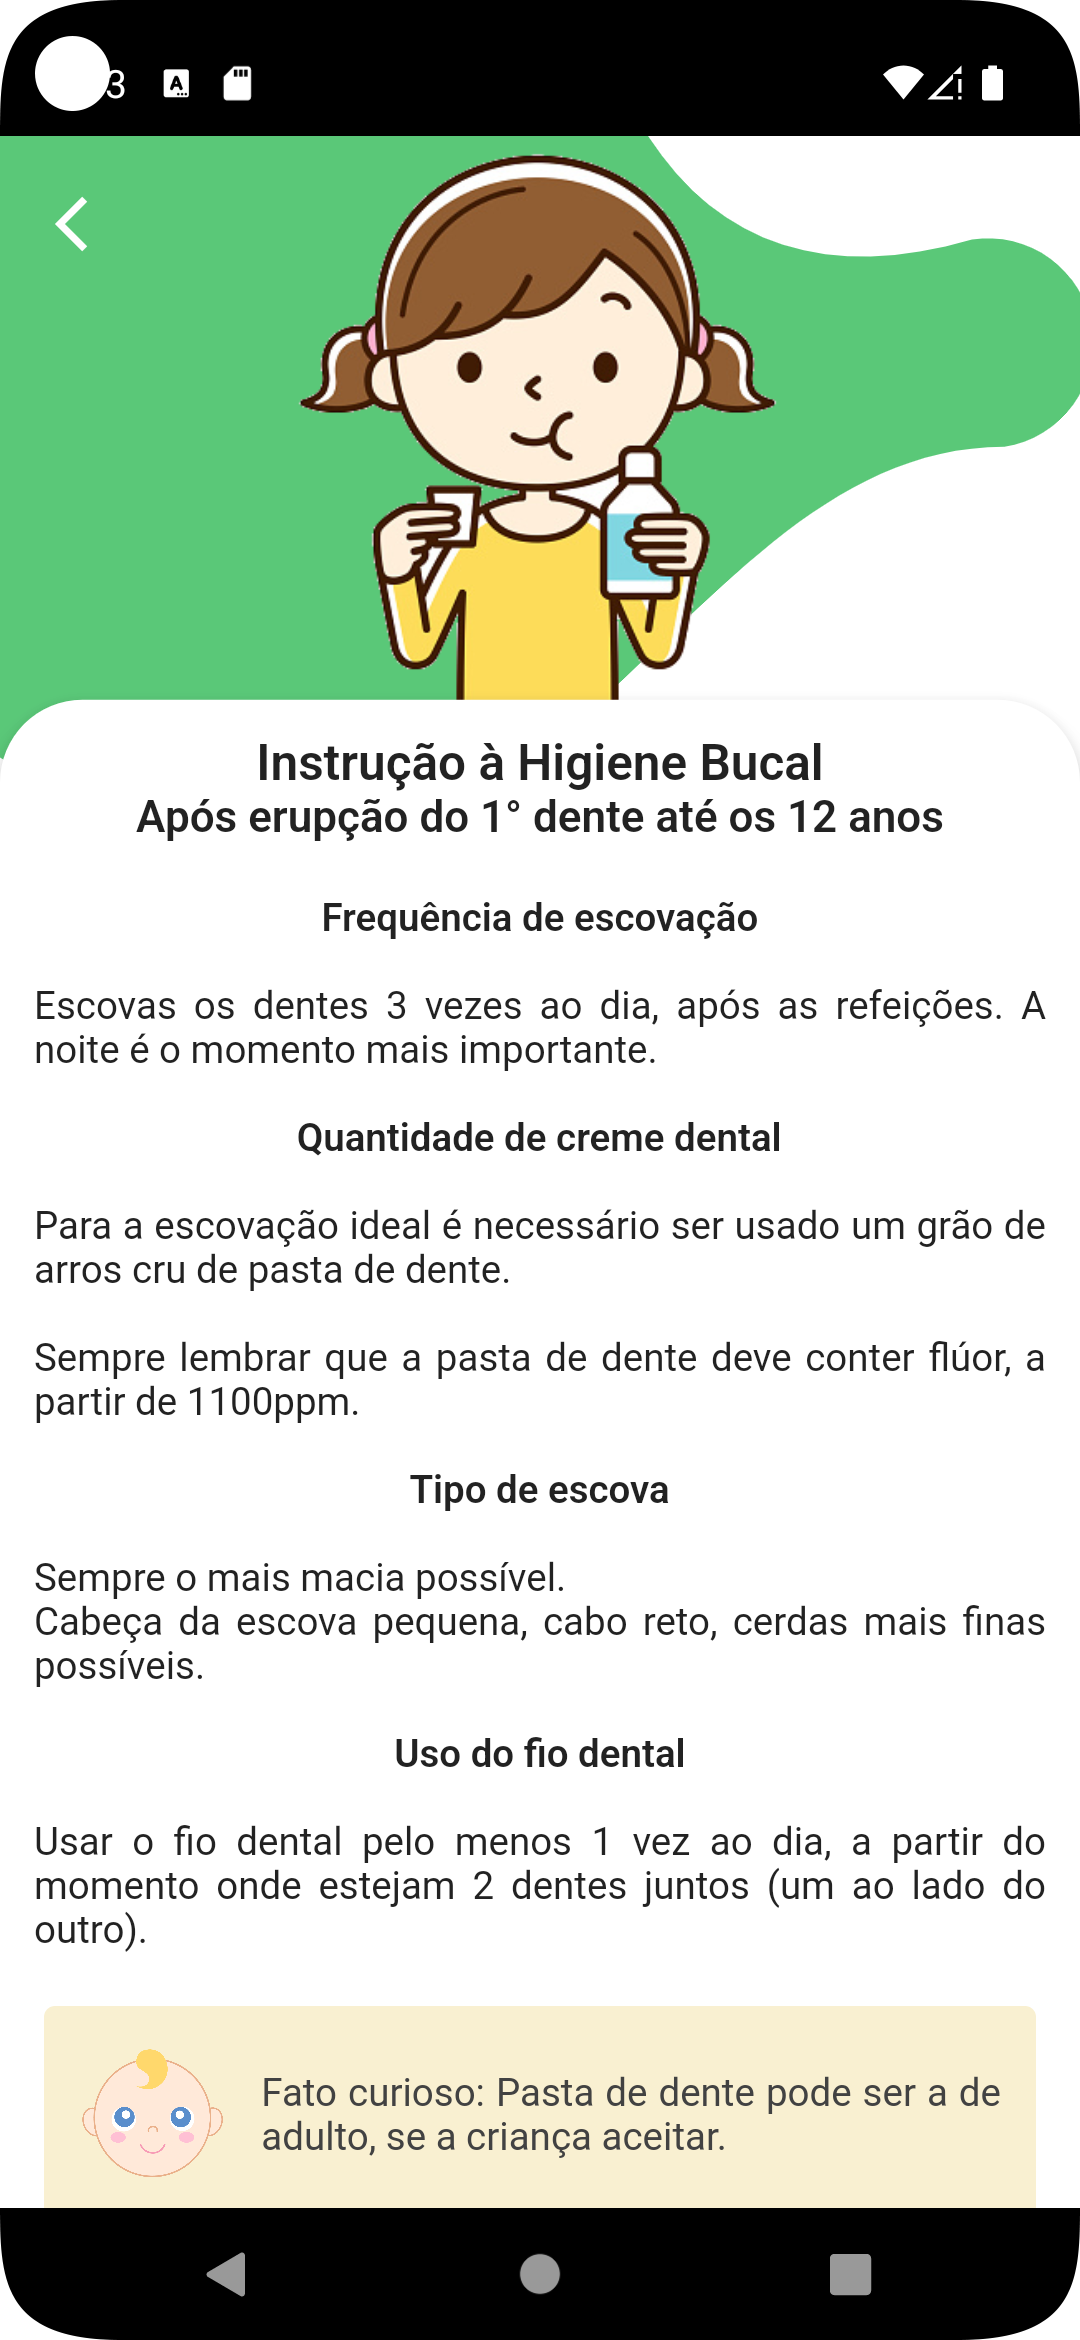 3
Instrução à Higiene Bucal
Após erupção do 1° dente até os 12 anos
Frequência de escovação
Escovas os dentes 3 vezes ao dia, após as refeições. A
noite é o momento mais importante.
Quantidade de creme dental
Para a escovação ideal é necessário ser usado um grão de
arros cru de pasta de dente.
Sempre lembrar que a pasta de dente deve conter flúor, a
partir de 1100ppm.
Tipo de escova
Sempre o mais macia possível.
Cabeça da escova pequena, cabo reto, cerdas mais finas
possíveis.
Uso do fio dental
Usar o fio dental pelo menos 1 vez ao dia, a partir do
momento onde estejam 2 dentes juntos (um ao lado do
outro).
Fato curioso: Pasta de dente pode ser a de
adulto, se a criança aceitar.